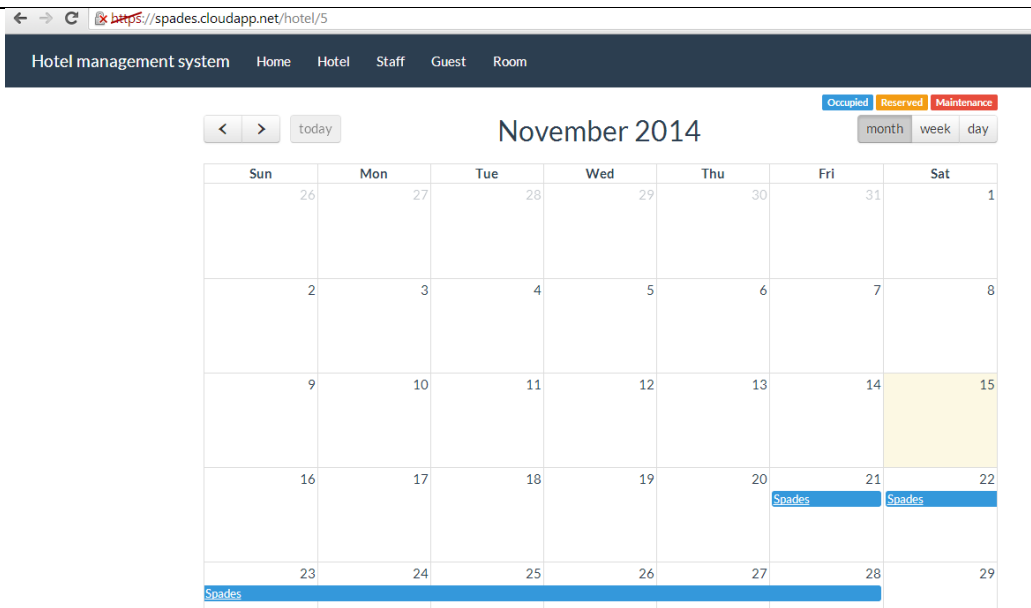 https://spades.cloudapp.net/hotel/5
Hotel management system Home Hotel Staff Guest Room
Occupied Reserved Maintenance
today November 2014 month week day
Sun Mon Tue Wed Thu Fri Sat
26 27 28 29 30 31 1
2 3 4 5 6 7 8
9 10 11 12 13 14 15
16 17 18 19 20 21 22
Spades Spades
23 24 25 26 27 28 29
Spades